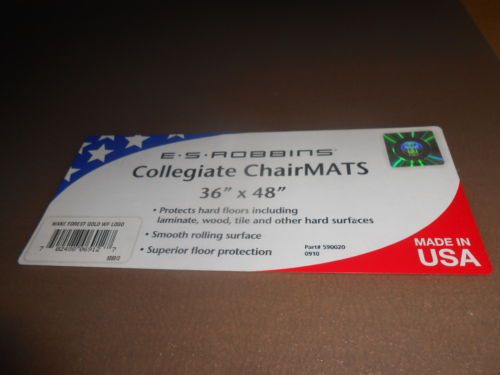 E·S·ROBBINS
Collegiate ChairMATS
36" x 48"
• Protects hard floors including
laminate, wood, tile and other hard surfaces
• Smooth rolling surface
• Superior floor protection
Part# 590020
0910
MADE IN
USA
WAKE FOREST GOLD WF LOGO